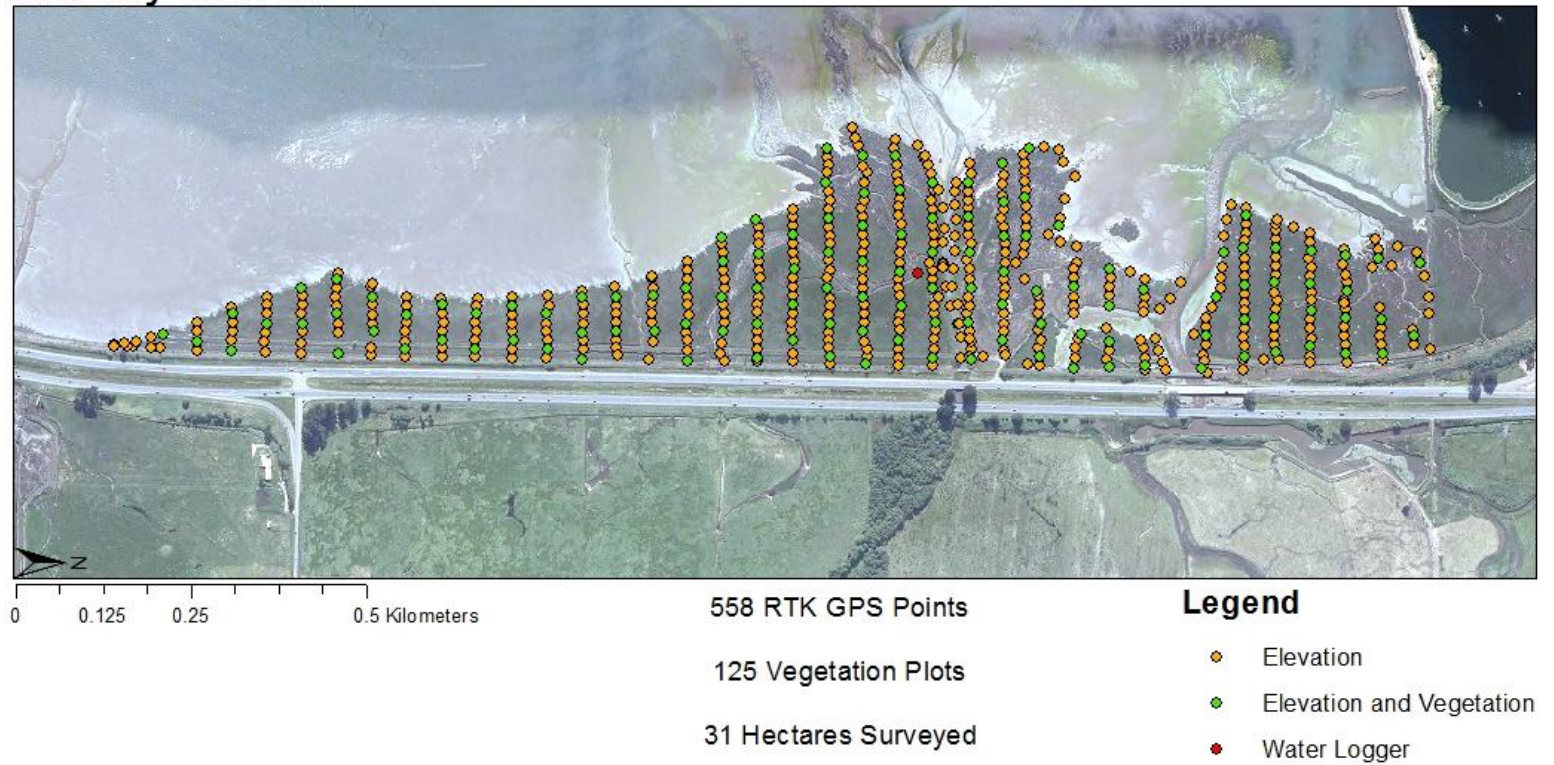 N
0 0.125 0.25 0.5 Kilometers
558 RTK GPS Points
125 Vegetation Plots
31 Hectares Surveyed
Legend
Elevation
Elevation and Vegetation
Water Logger